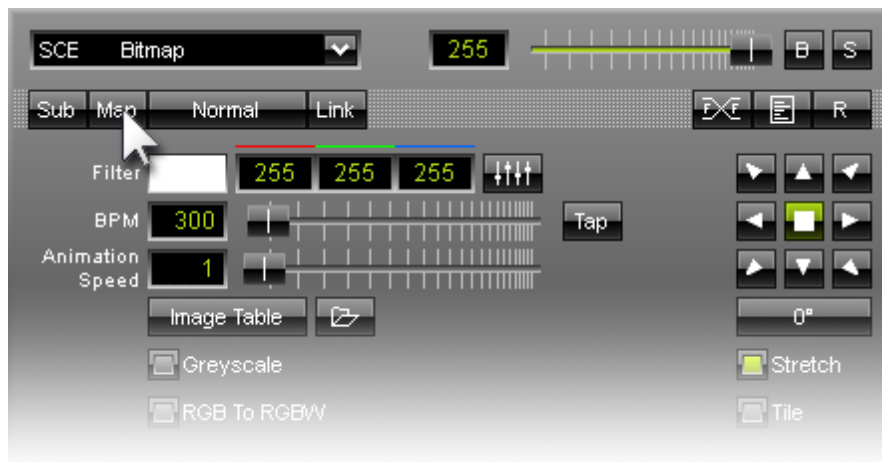 SCE Bitmap 255 B S
Sub Map Normal Link R
Filter 255 255 255
BPM 300 Tap
Animation
Speed 1
Image Table 0°
Greyscale Stretch
RGB To RGBW Tile